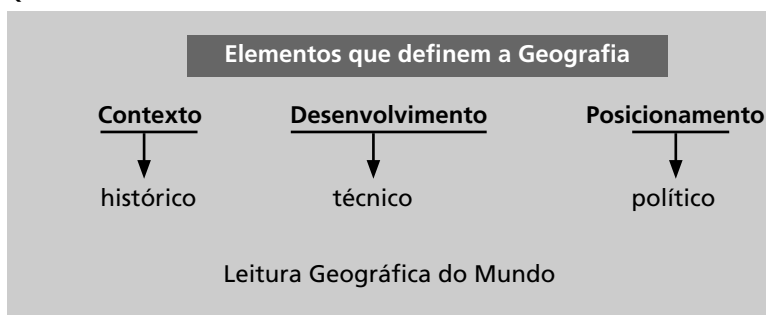 Elementos que definem a Geografia
Contexto Desenvolvimento Posicionamento
histórico técnico político
Leitura Geográfica do Mundo